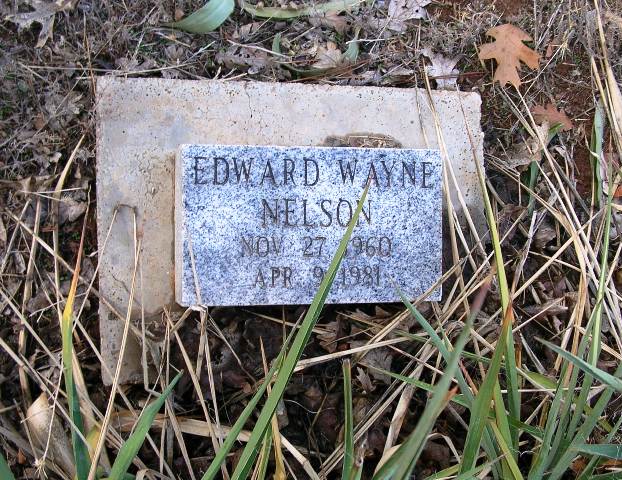 EDWARD WAYNE
NELSON
NOV 27 1960
APR 9 1981